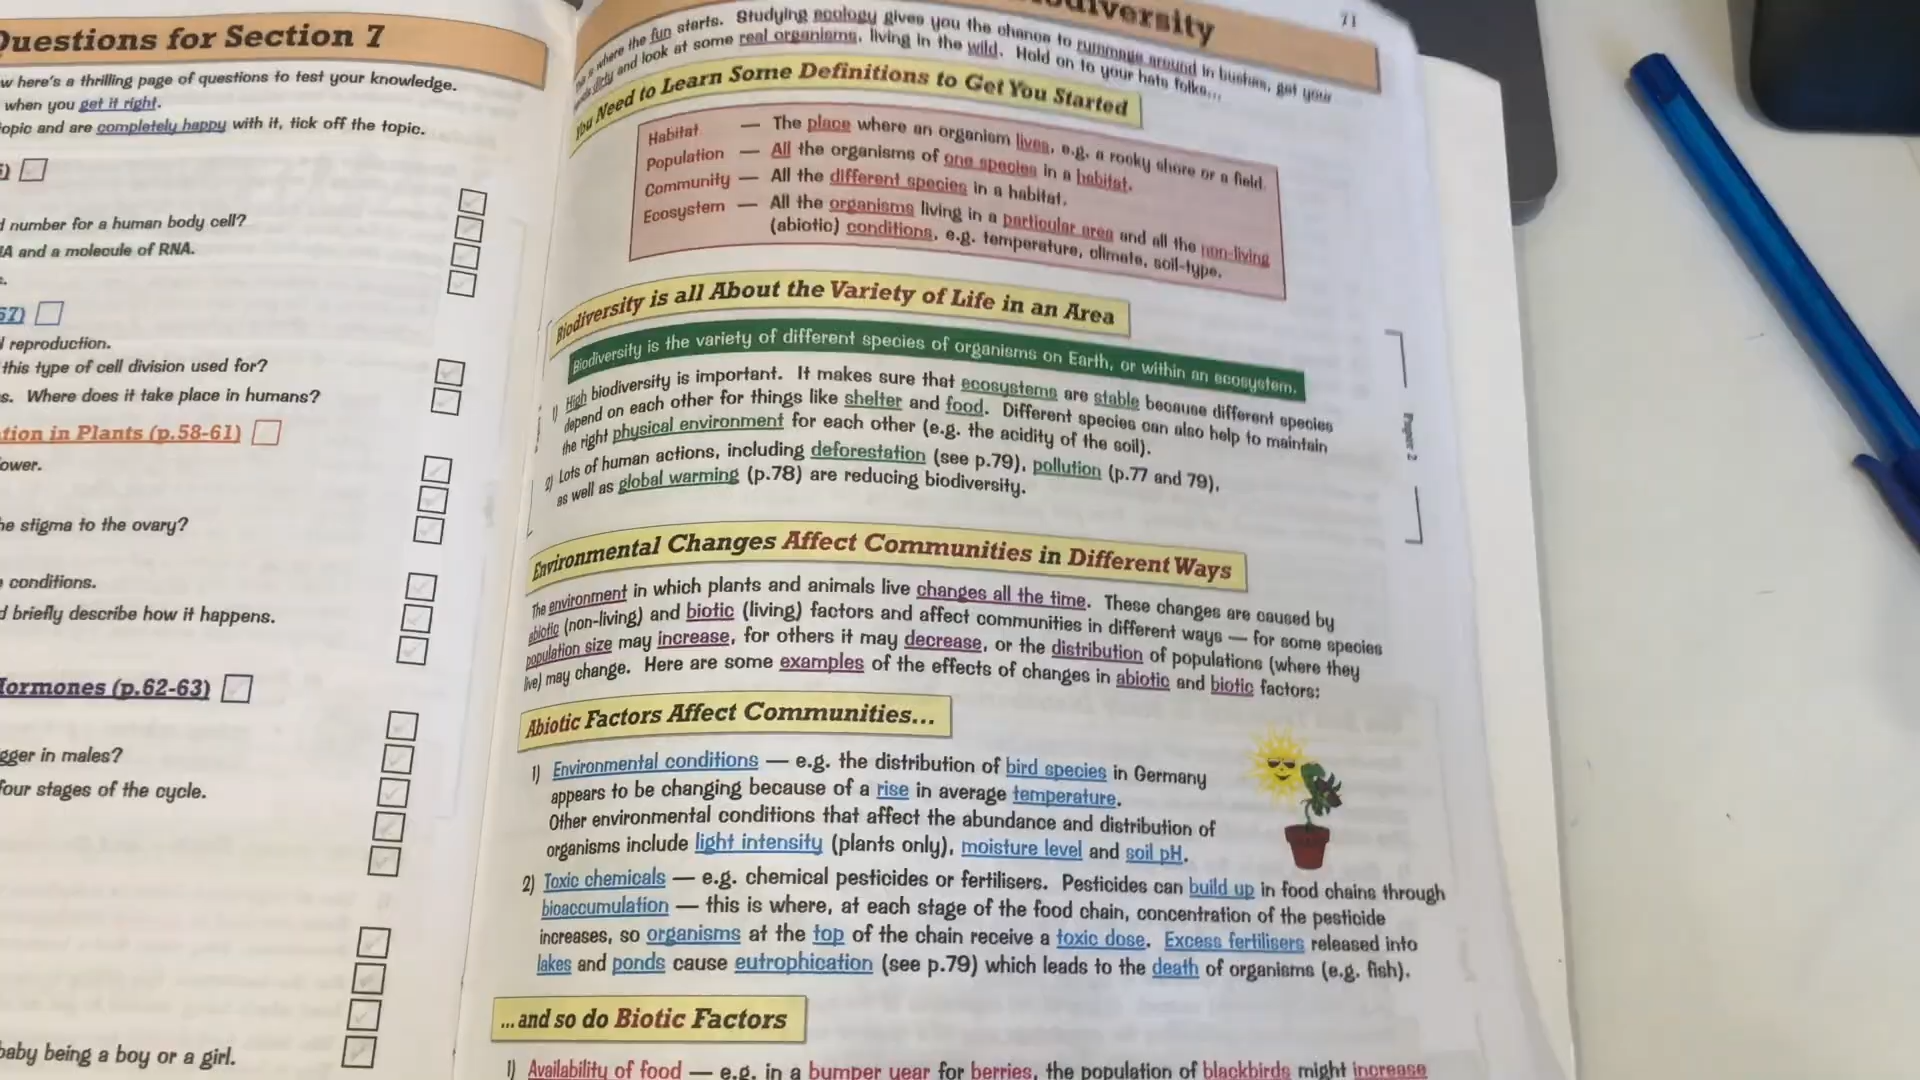 Questions for Section 7
w here's a thrilling page of questions to test your knowledge.
when you get it right.
opic and are completely happy with it, tick off the topic.
d number for a human body cell?
A and a molecule of RNA.
67)
l reproduction.
this type of cell division used for?
s. Where does it take place in humans?
tion in Plants (p.58-61)
ower.
he stigma to the ovary?
conditions.
d briefly describe how it happens.
Hormones (p.62-63)
gger in males?
four stages of the cycle.
baby being a boy or a girl.
71
diversity
is where the fun starts. Studying ecology gives you the chance to rummage around in bushes, get your
hands dirty and look at some real organisms, living in the wild. Hold on to your hats folks...
You Need to Learn Some Definitions to Get You Started
Habitat — The place where an organism lives, e.g. a rocky shore or a field.
Population — All the organisms of one species in a habitat.
Community — All the different species in a habitat.
Ecosystem — All the organisms living in a particular area and all the non-living
(abiotic) conditions, e.g. temperature, climate, soil-type.
Biodiversity is all About the Variety of Life in an Area
Biodiversity is the variety of different species of organisms on Earth, or within an ecosystem.
1) High biodiversity is important. It makes sure that ecosystems are stable because different species
depend on each other for things like shelter and food. Different species can also help to maintain
the right physical environment for each other (e.g. the acidity of the soil).
2) Lots of human actions, including deforestation (see p.79), pollution (p.77 and 79),
as well as global warming (p.78) are reducing biodiversity.
Paper 2
Environmental Changes Affect Communities in Different Ways
The environment in which plants and animals live changes all the time. These changes are caused by
abiotic (non-living) and biotic (living) factors and affect communities in different ways — for some species
population size may increase, for others it may decrease, or the distribution of populations (where they
live) may change. Here are some examples of the effects of changes in abiotic and biotic factors:
Abiotic Factors Affect Communities...
1) Environmental conditions — e.g. the distribution of bird species in Germany
appears to be changing because of a rise in average temperature.
Other environmental conditions that affect the abundance and distribution of
organisms include light intensity (plants only), moisture level and soil pH.
2) Toxic chemicals — e.g. chemical pesticides or fertilisers. Pesticides can build up in food chains through
bioaccumulation — this is where, at each stage of the food chain, concentration of the pesticide
increases, so organisms at the top of the chain receive a toxic dose. Excess fertilisers released into
lakes and ponds cause eutrophication (see p.79) which leads to the death of organisms (e.g. fish).
...and so do Biotic Factors
1) Availability of food — e.g. in a bumper year for berries, the population of blackbirds might increase